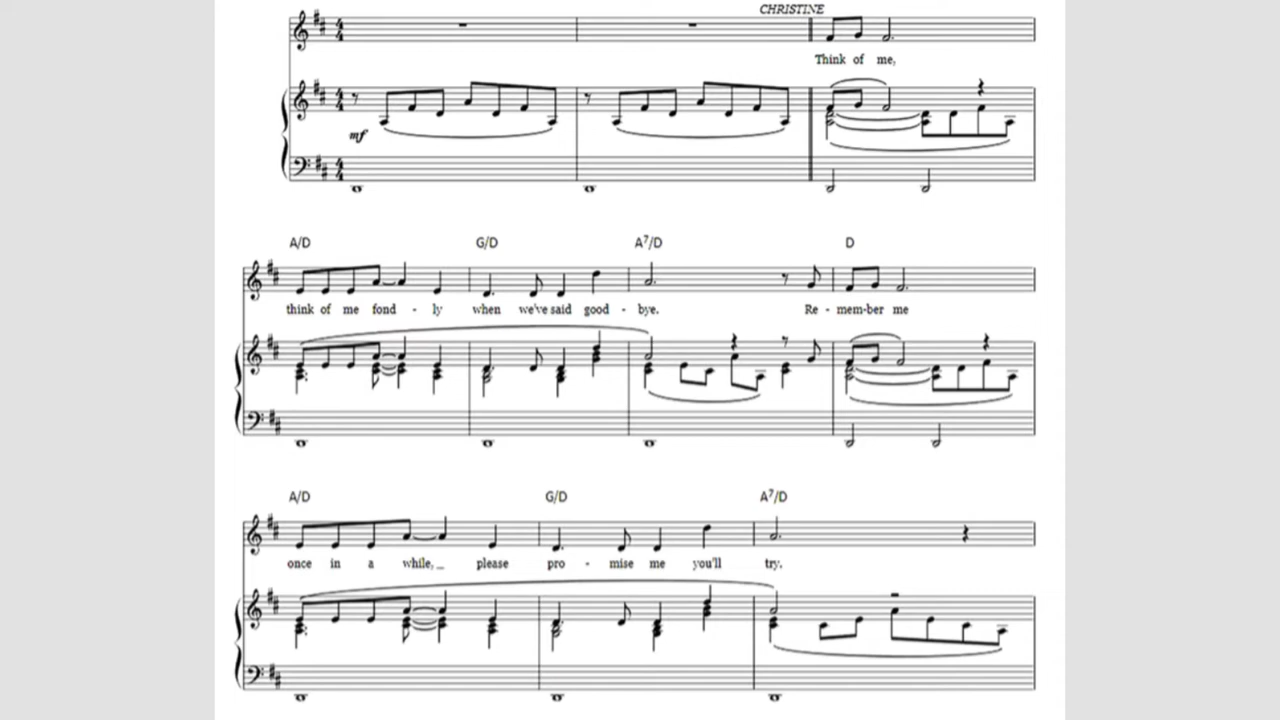 CHRISTINE
Think of me,
mf
A/D G/D A7/D D
think of me fond - ly when we've said good - bye. Re - mem-ber me
A/D G/D A7/D
once in a while, _ please pro - mise me you'll try.